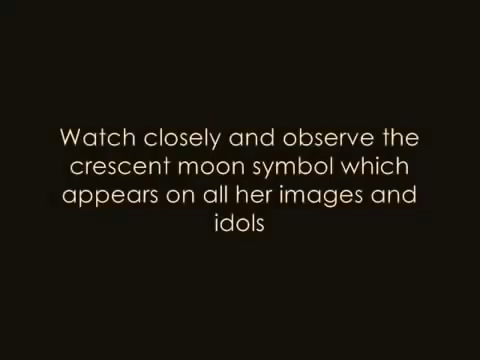 Watch closely and observe the
crescent moon symbol which
appears on all her images and
idols